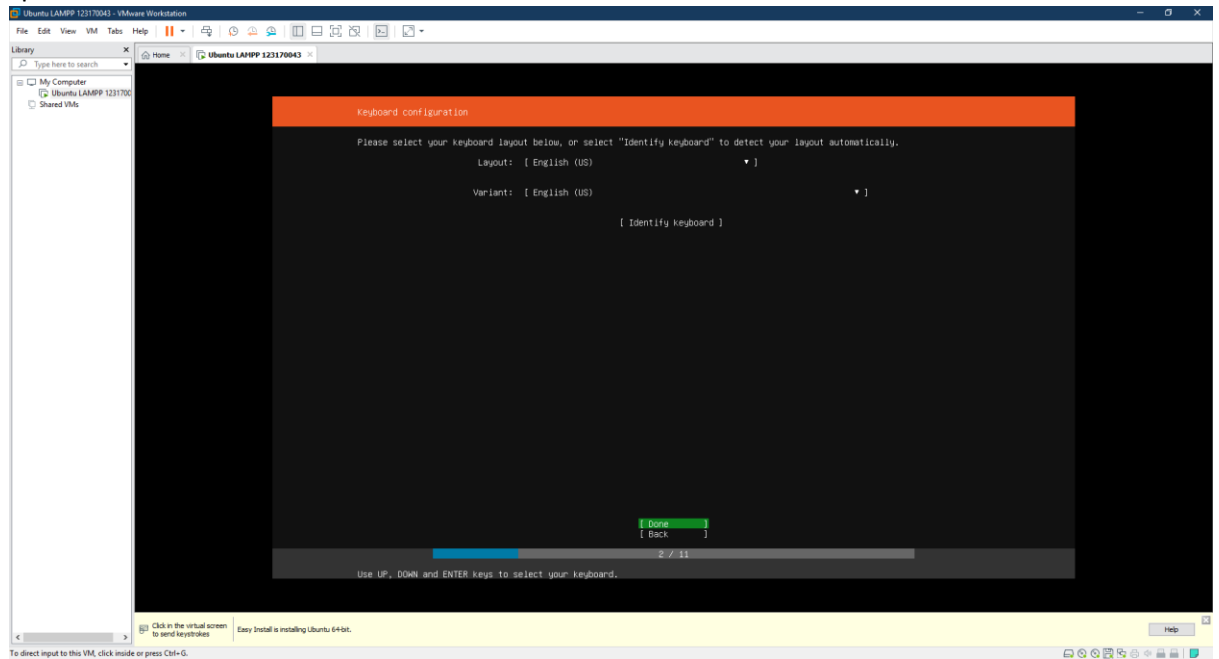 Ubuntu LAMPP 123170043 - VMware Workstation
File Edit View VM Tabs Help
Library
Home
Ubuntu LAMPP 123170043
Type here to search
My Computer
Ubuntu LAMPP 123170
Shared VMs
Keyboard configuration
Please select your keyboard layout below, or select "Identify keyboard" to detect your layout automatically.
Layout: [ English (US) ▾ ]
Variant: [ English (US) ▾ ]
[ Identify keyboard ]
[ Done ]
[ Back ]
2 / 11
Use UP, DOWN and ENTER keys to select your keyboard.
Click in the virtual screen
to send keystrokes
Easy Install is installing Ubuntu 64-bit.
Help
To direct input to this VM, click inside or press Ctrl+G.